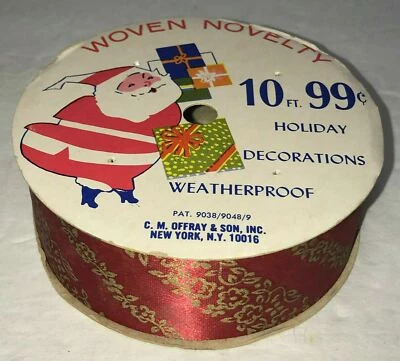 WOVEN NOVELTY
10 FT. 99¢
HOLIDAY
DECORATIONS
WEATHERPROOF
PAT. 9038/9048/9
C. M. OFFRAY & SON, INC.
NEW YORK, N.Y. 10016